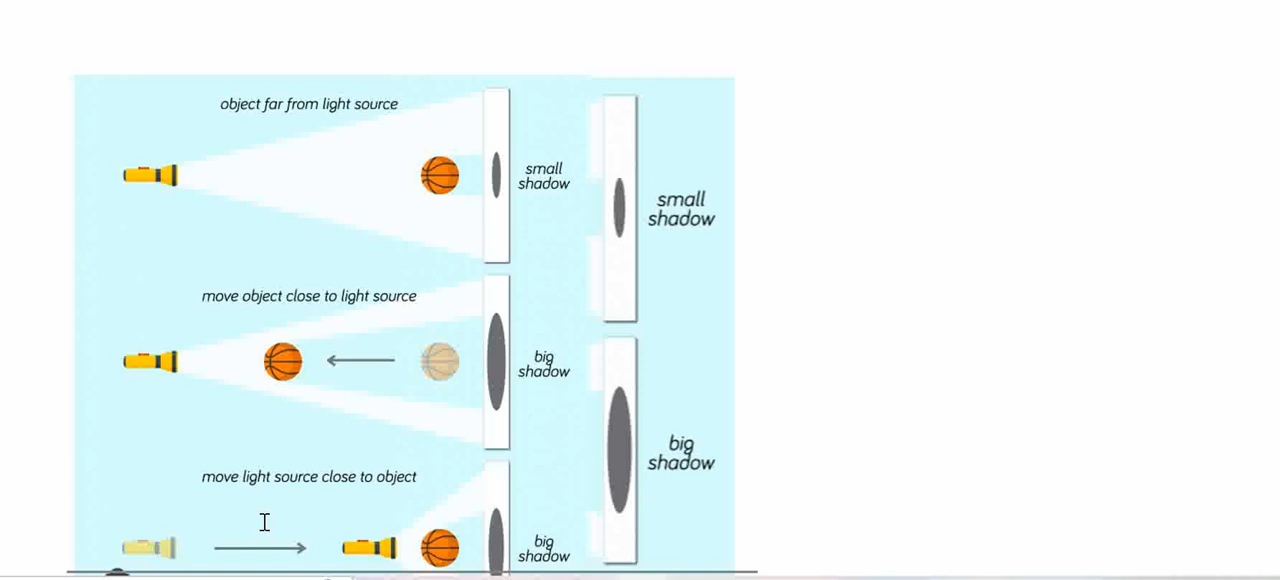 object far from light source
small
shadow
small
shadow
move object close to light source
big
shadow
big
shadow
move light source close to object
big
shadow